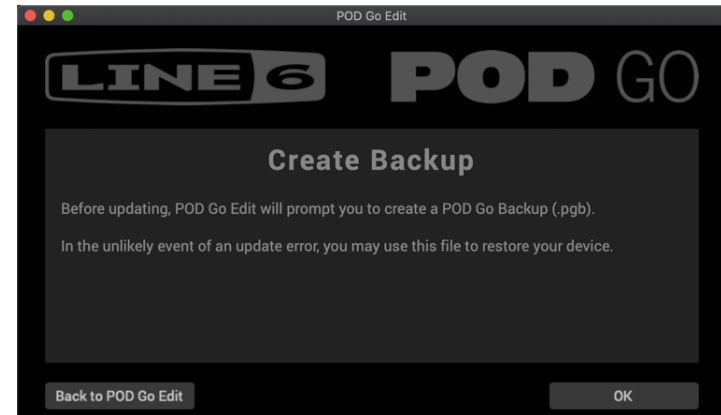 POD Go Edit
LINE 6 POD GO
Create Backup
Before updating, POD Go Edit will prompt you to create a POD Go Backup (.pgb).
In the unlikely event of an update error, you may use this file to restore your device.
Back to POD Go Edit
OK